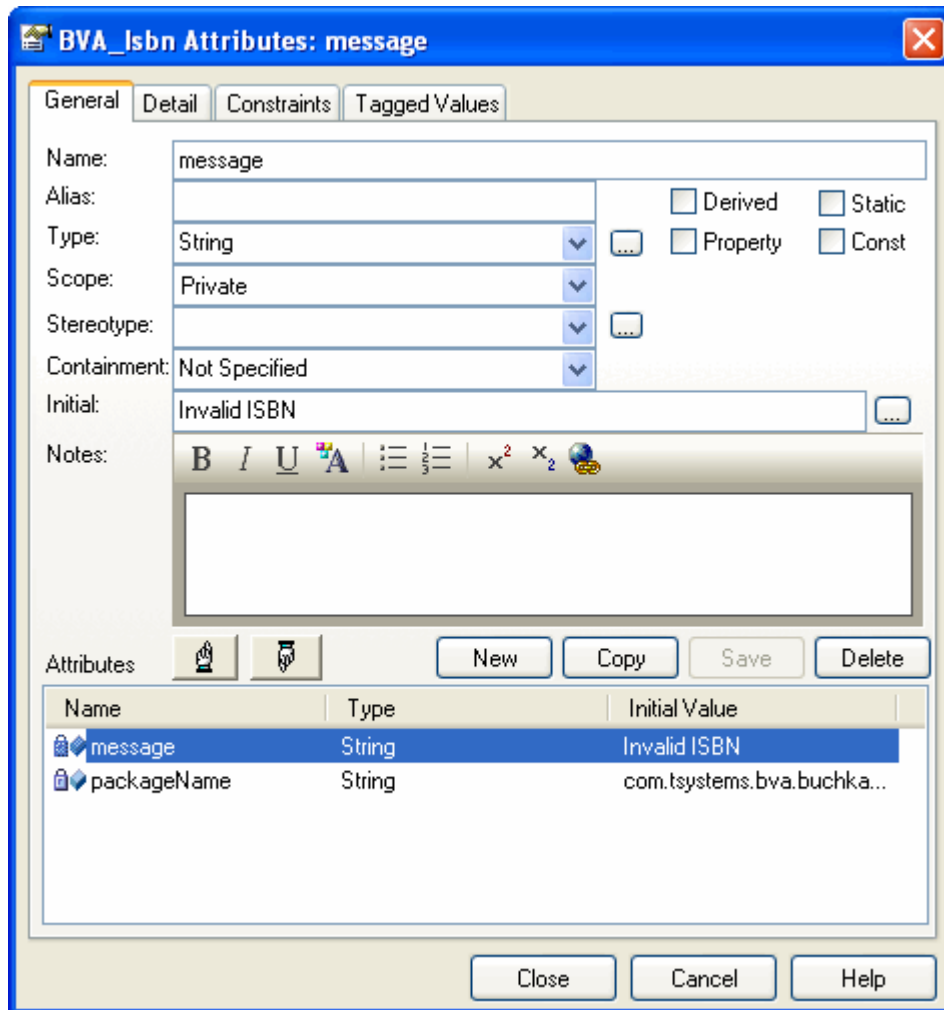 BVA_Isbn Attributes: message
General Detail Constraints Tagged Values
Name: message
Alias: Derived Static
Type: String ... Property Const
Scope: Private
Stereotype: ...
Containment: Not Specified
Initial: Invalid ISBN ...
Notes: B I U A x² x₂
Attributes New Copy Save Delete
Name Type Initial Value
message String Invalid ISBN
packageName String com.tsystems.bva.buchka...
Close Cancel Help